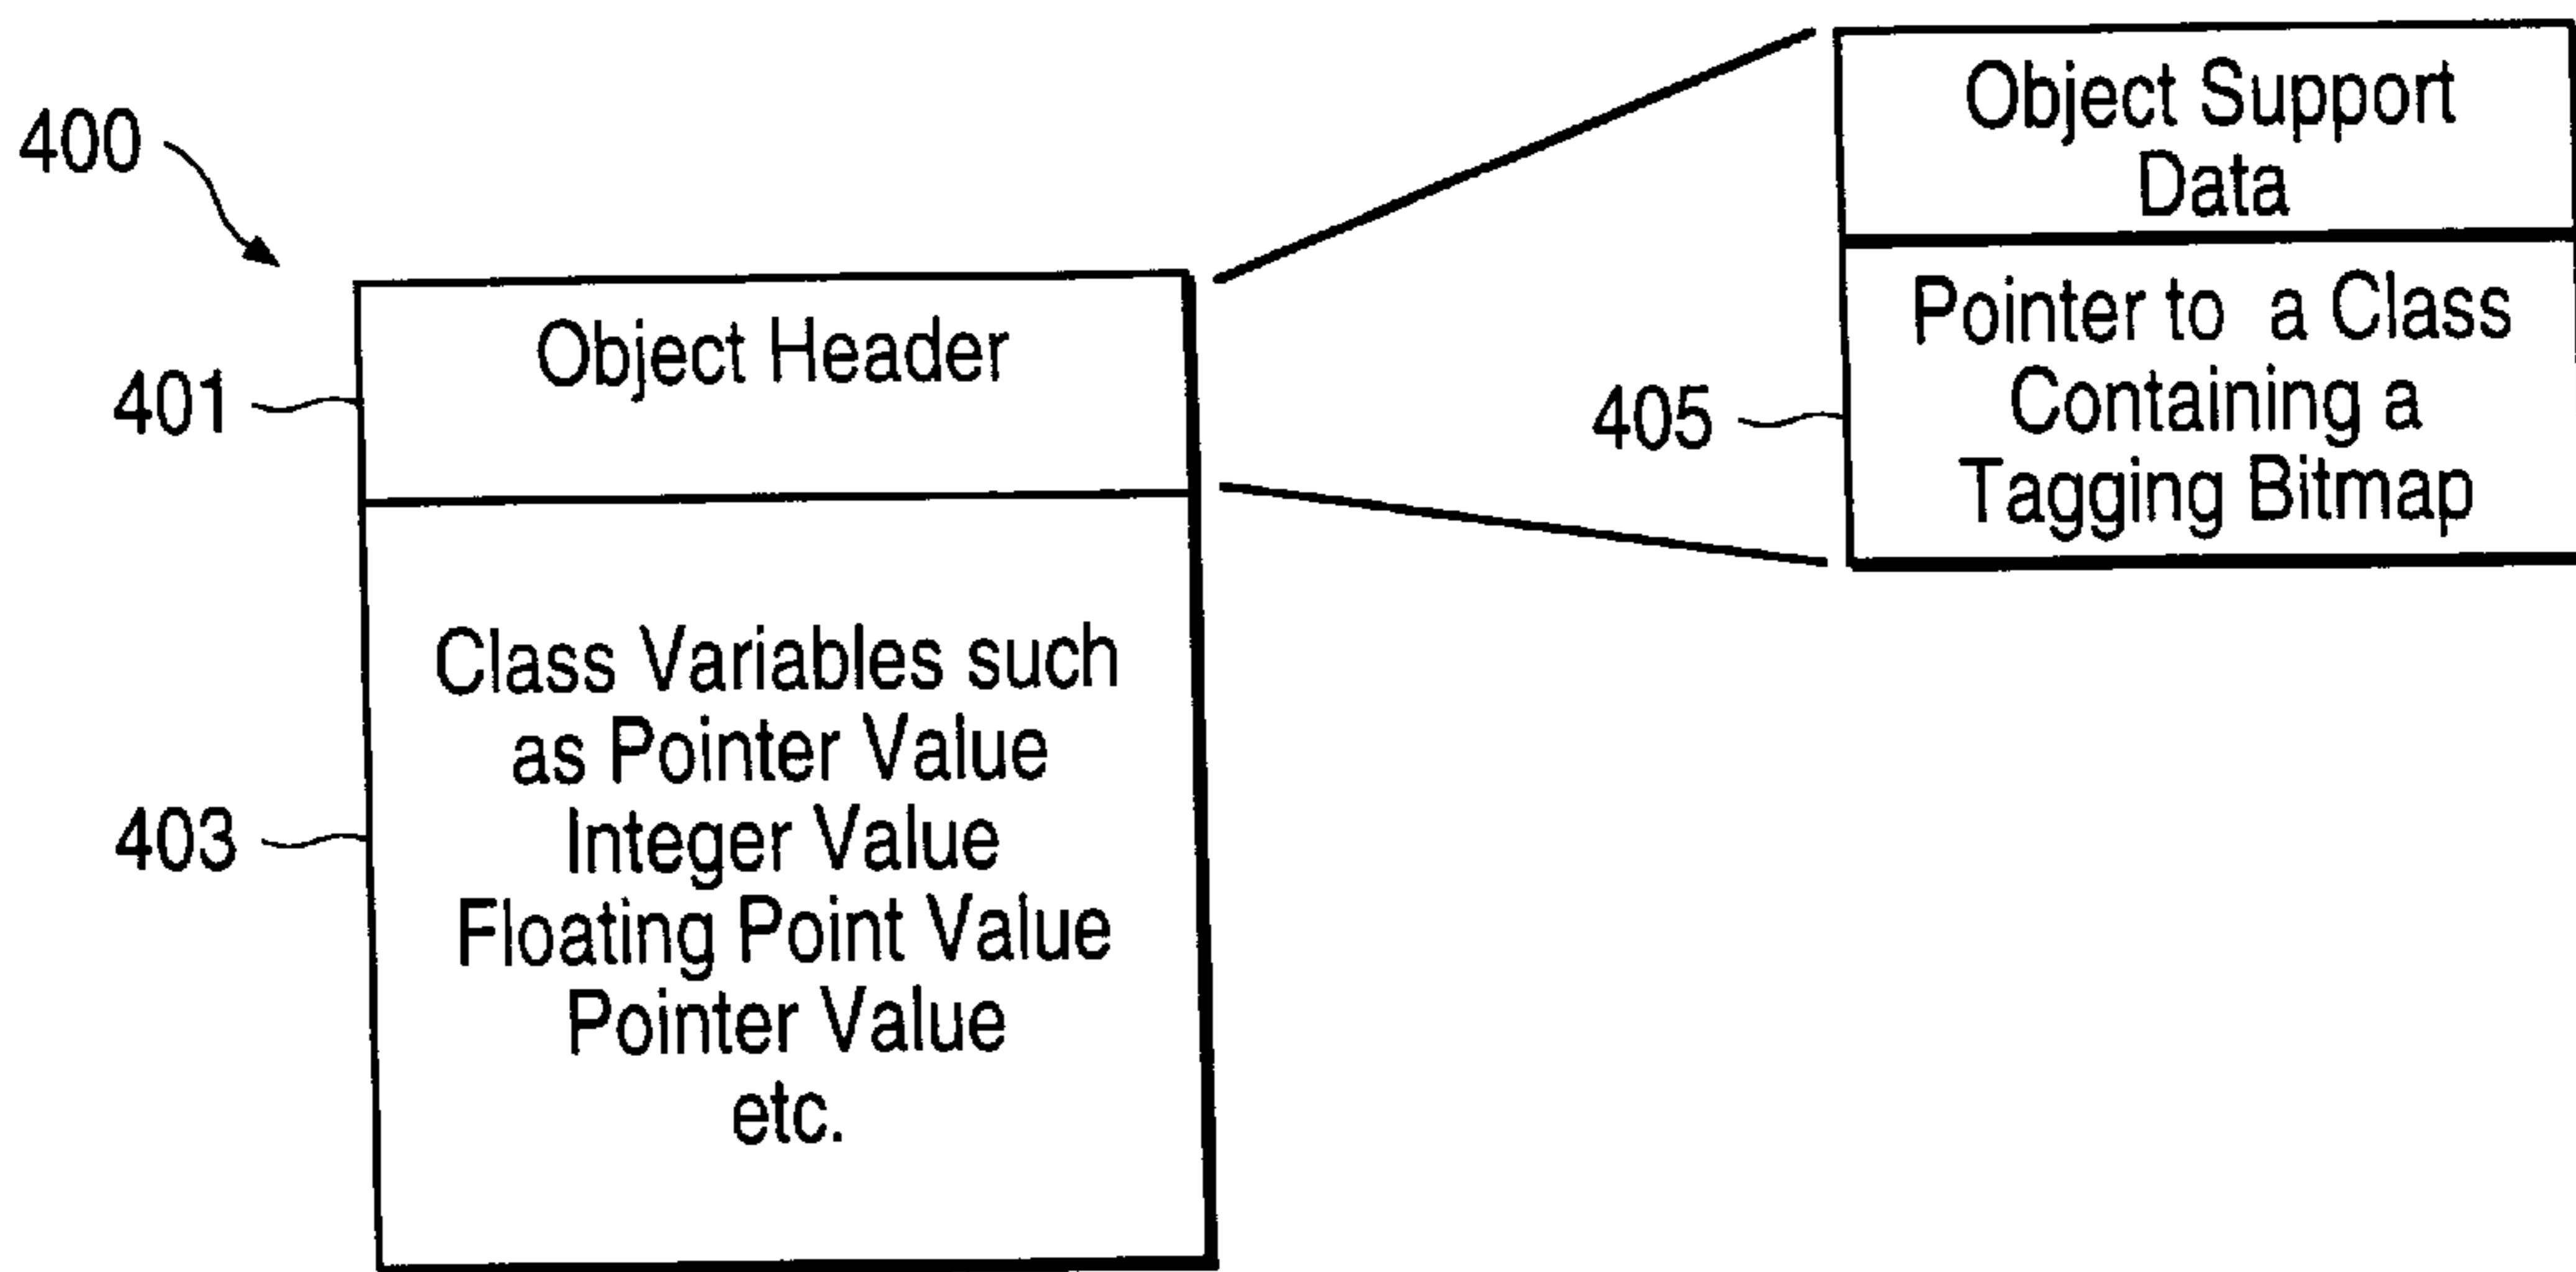 400
401
Object Header
403
Class Variables such
as Pointer Value
Integer Value
Floating Point Value
Pointer Value
etc.
Object Support
Data
405
Pointer to a Class
Containing a
Tagging Bitmap